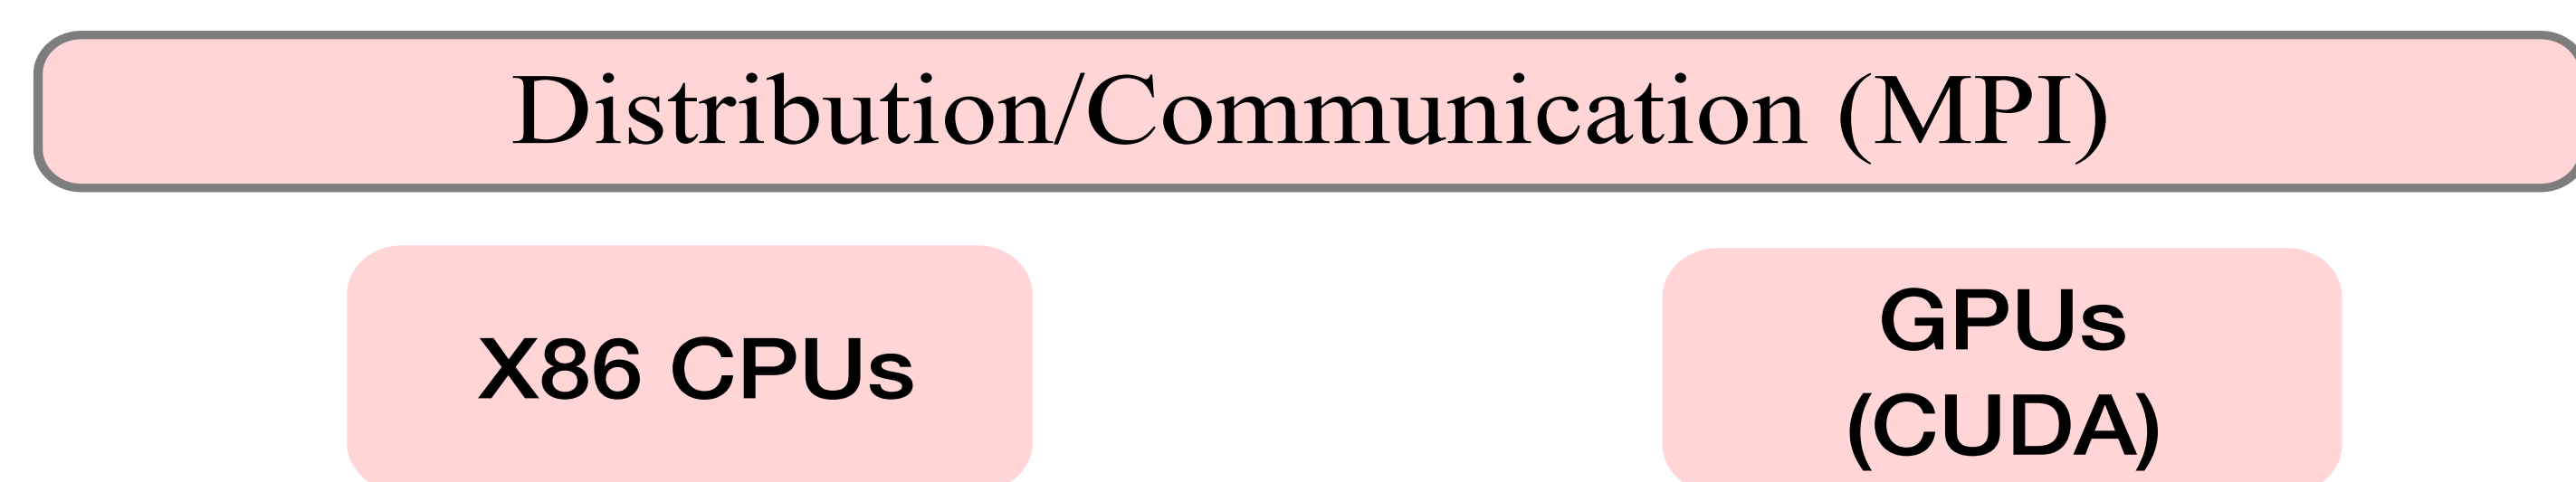 Distribution/Communication (MPI)
X86 CPUs
GPUs
(CUDA)